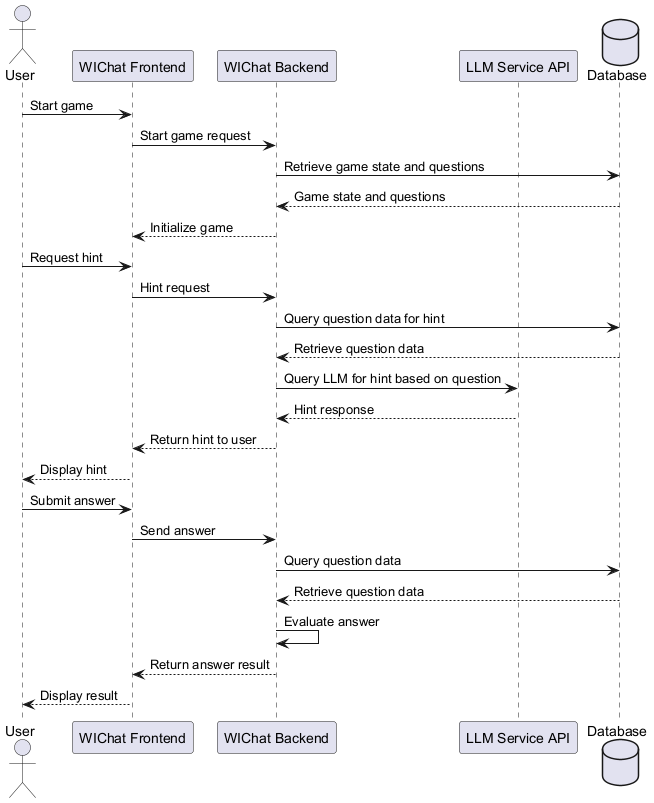 User
WIChat Frontend
WIChat Backend
LLM Service API
Database
Start game
Start game request
Retrieve game state and questions
Game state and questions
Initialize game
Request hint
Hint request
Query question data for hint
Retrieve question data
Query LLM for hint based on question
Hint response
Return hint to user
Display hint
Submit answer
Send answer
Query question data
Retrieve question data
Evaluate answer
Return answer result
Display result
User
WIChat Frontend
WIChat Backend
LLM Service API
Database